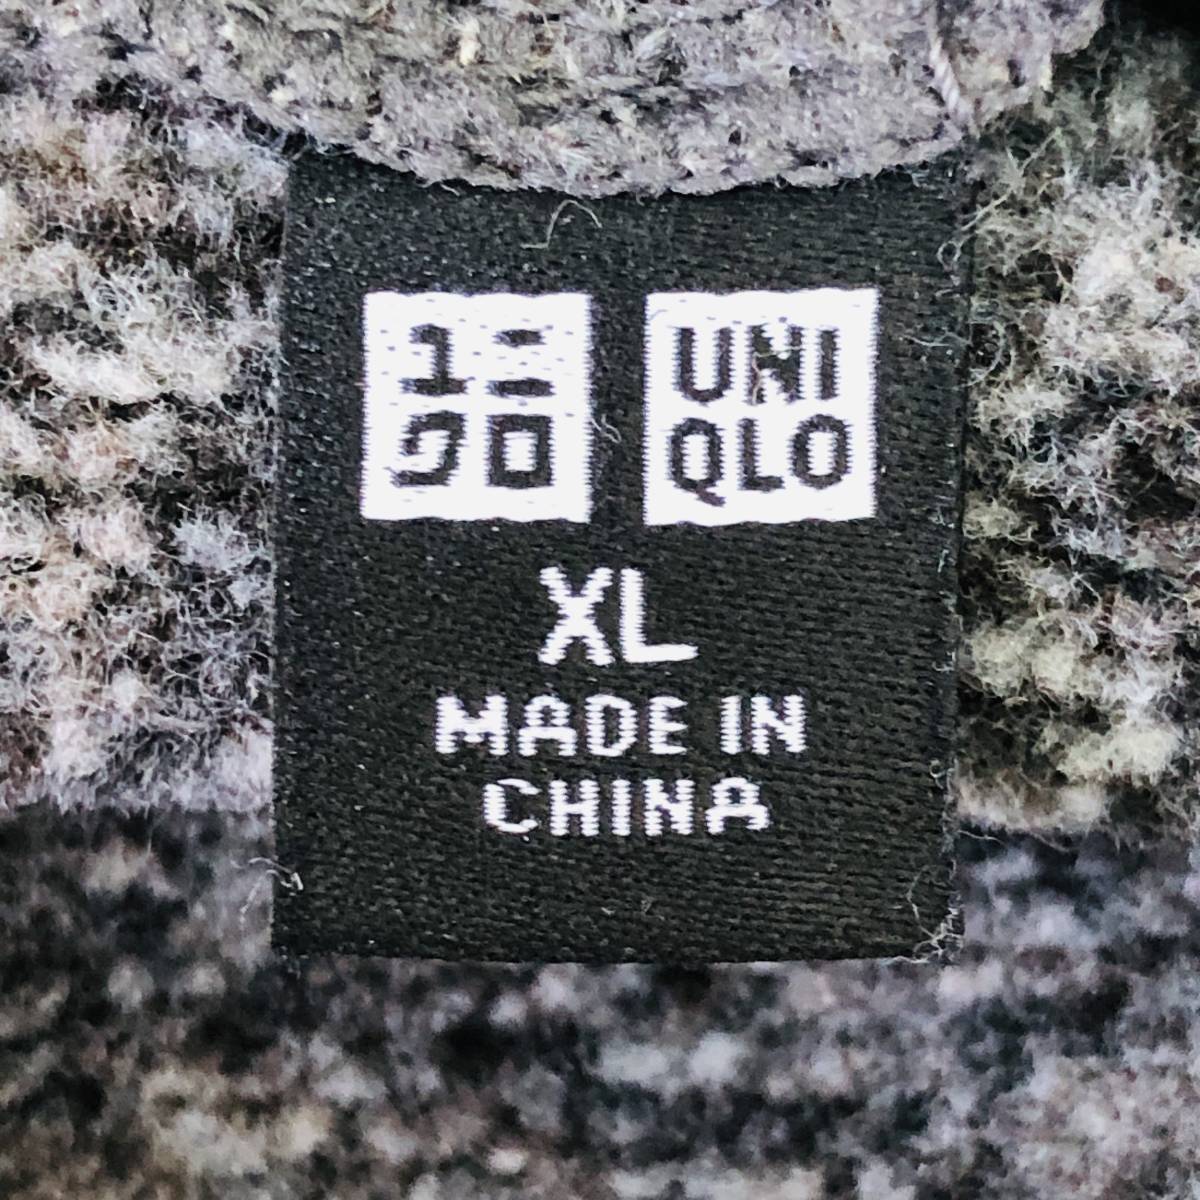 ユニ
クロ
UNI
QLO
XL
MADE IN
CHINA